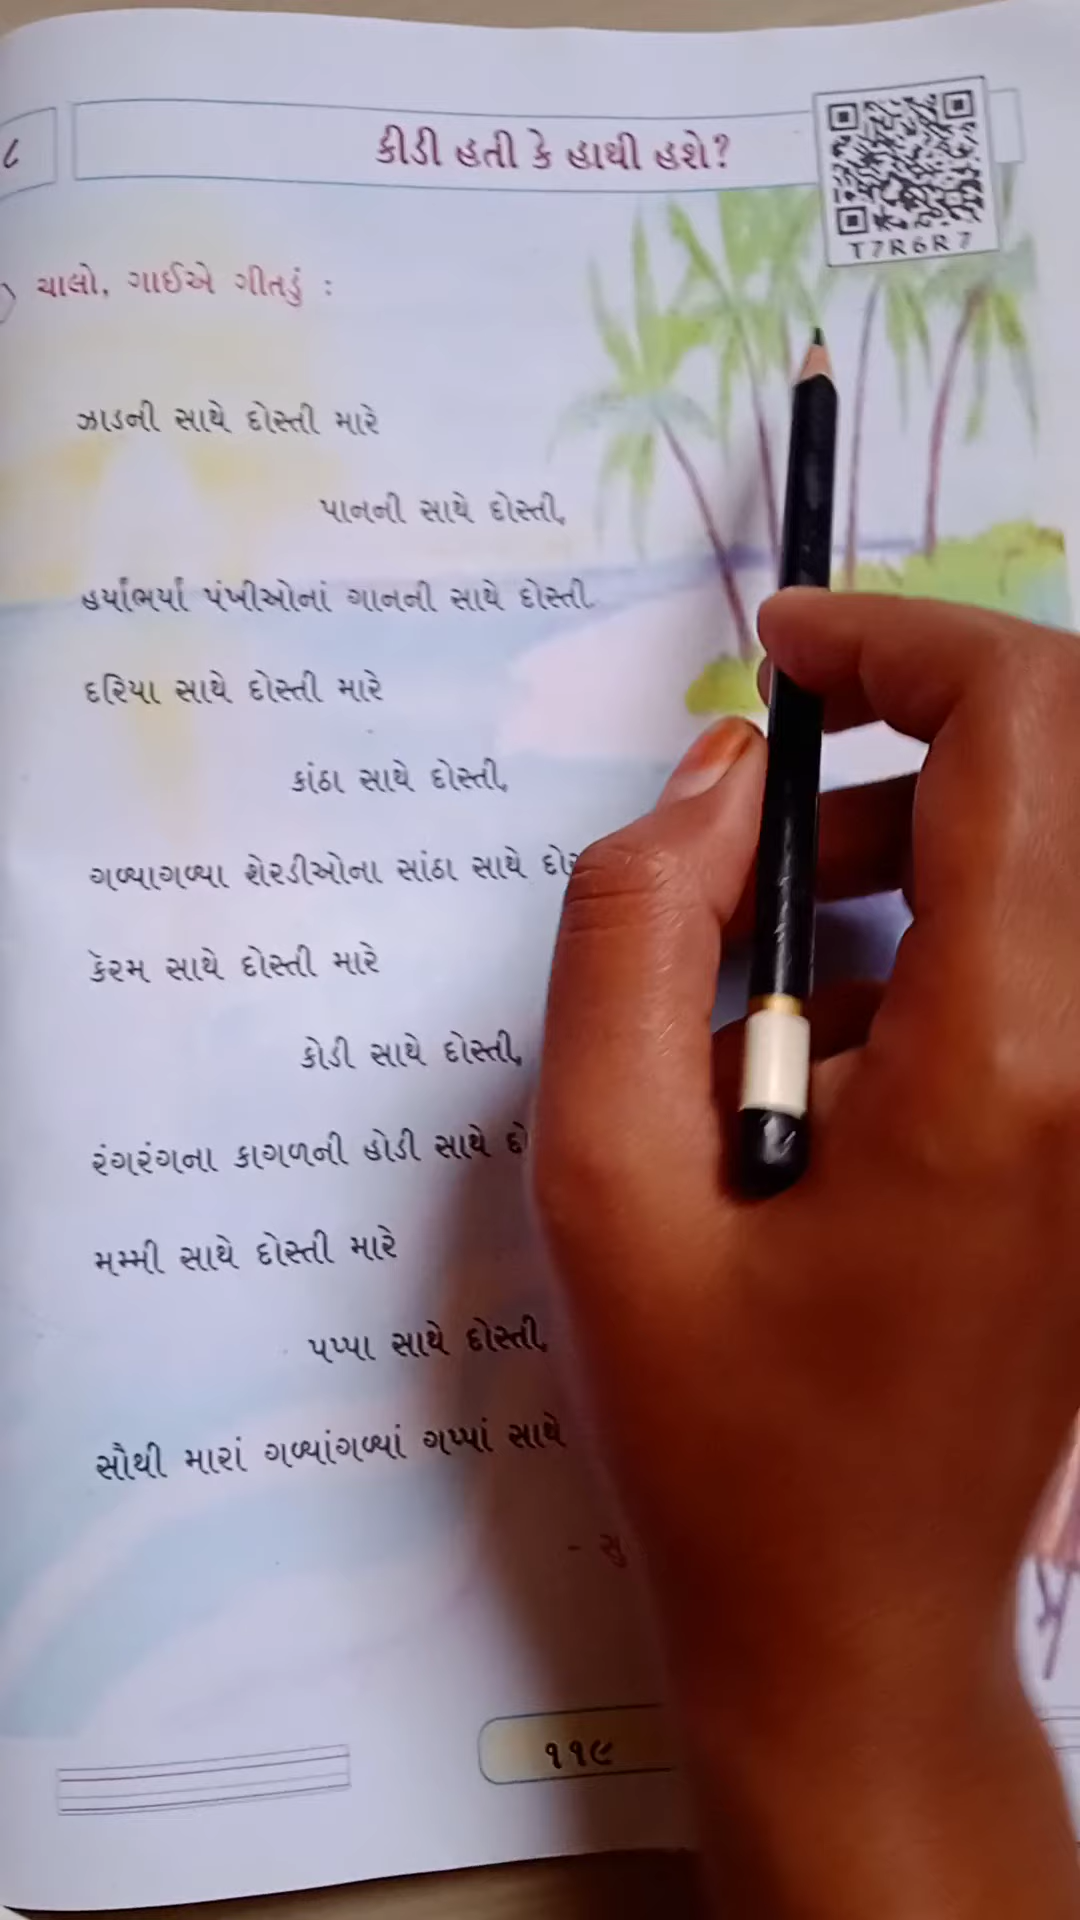 ૮
કીડી હતી કે હાથી હશે?
T7R6R7
ચાલો, ગાઈએ ગીતડું :
ઝાડની સાથે દોસ્તી મારે
પાનની સાથે દોસ્તી,
હર્યાંભર્યાં પંખીઓનાં ગાનની સાથે દોસ્તી.
દરિયા સાથે દોસ્તી મારે
કાંઠા સાથે દોસ્તી,
ગળ્યાગળ્યા શેરડીઓના સાંઠા સાથે
કૅરમ સાથે દોસ્તી મારે
કોડી સાથે દોસ્તી,
રંગરંગના કાગળની હોડી સાથે
મમ્મી સાથે દોસ્તી મારે
પપ્પા સાથે દોસ્તી,
સૌથી મારાં ગળ્યાંગળ્યાં ગપ્પાં સાથે
૧૧૯